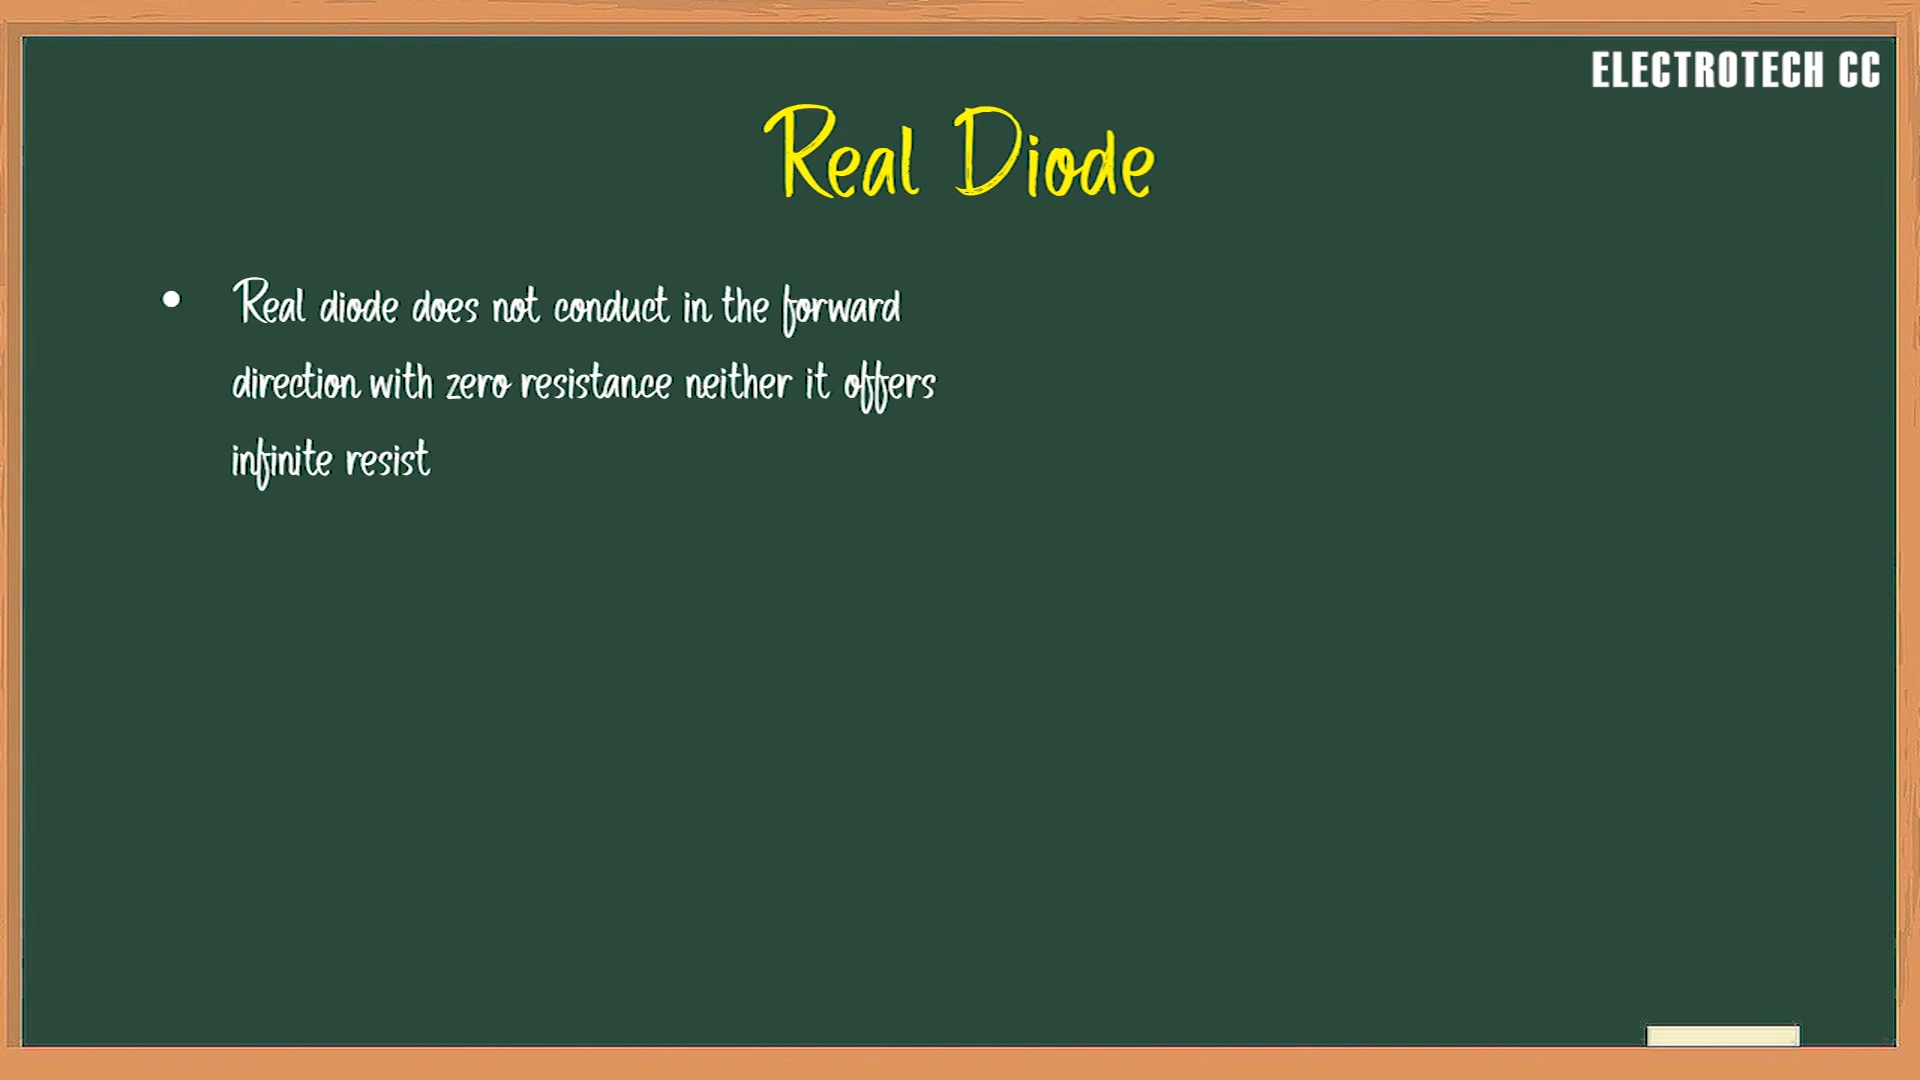 ELECTROTECH CC
Real Diode
• Real diode does not conduct in the forward
direction with zero resistance neither it offers
infinite resist